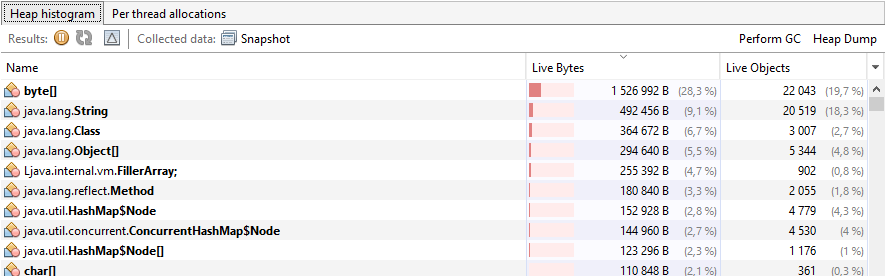 Heap histogram Per thread allocations
Results: Collected data: Snapshot Perform GC Heap Dump
Name Live Bytes Live Objects
byte[] 1 526 992 B (28,3 %) 22 043 (19,7 %)
java.lang.String 492 456 B (9,1 %) 20 519 (18,3 %)
java.lang.Class 364 672 B (6,7 %) 3 007 (2,7 %)
java.lang.Object[] 294 640 B (5,5 %) 5 344 (4,8 %)
Ljava.internal.vm.FillerArray; 255 392 B (4,7 %) 902 (0,8 %)
java.lang.reflect.Method 180 840 B (3,3 %) 2 055 (1,8 %)
java.util.HashMap$Node 152 928 B (2,8 %) 4 779 (4,3 %)
java.util.concurrent.ConcurrentHashMap$Node 144 960 B (2,7 %) 4 530 (4 %)
java.util.HashMap$Node[] 123 296 B (2,3 %) 1 176 (1 %)
char[] 110 848 B (2,1 %) 361 (0,3 %)